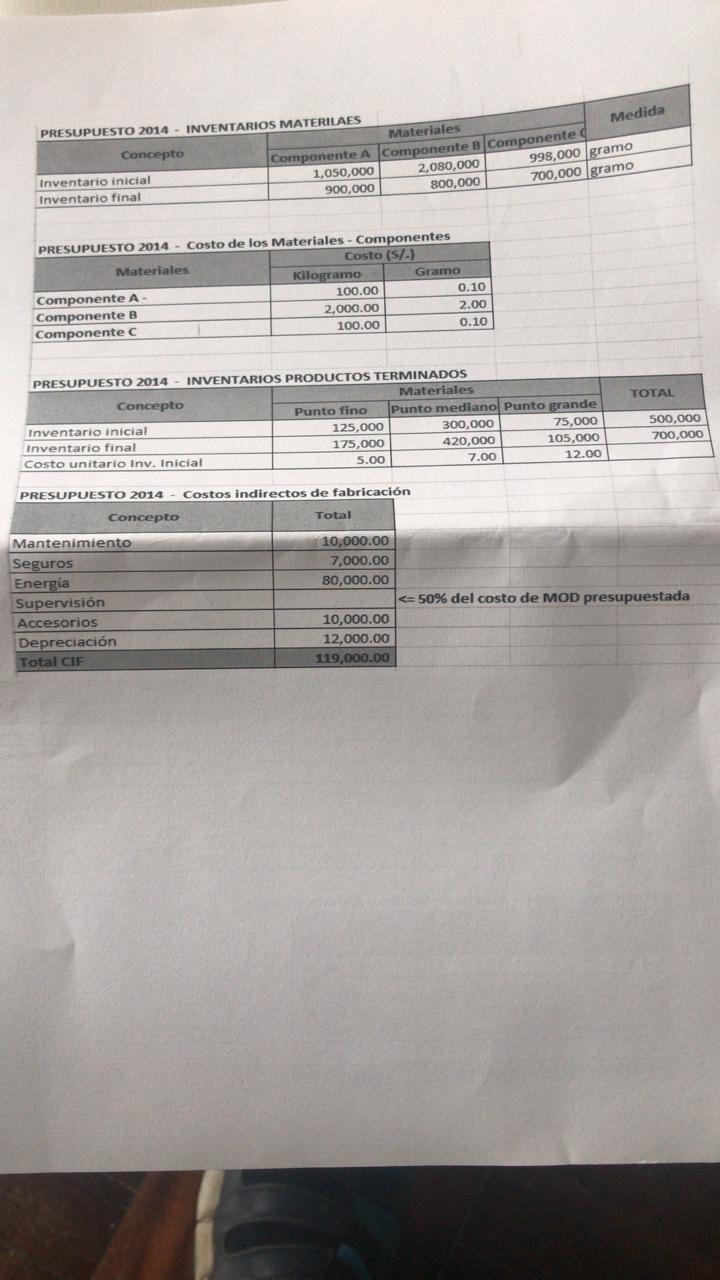 PRESUPUESTO 2014 - INVENTARIOS MATERILAES
Concepto Materiales Medida
Componente A Componente B Componente C
Inventario inicial 1,050,000 2,080,000 998,000 gramo
Inventario final 900,000 800,000 700,000 gramo
PRESUPUESTO 2014 - Costo de los Materiales - Componentes
Materiales Costo (S/.)
Kilogramo Gramo
Componente A - 100.00 0.10
Componente B 2,000.00 2.00
Componente C 100.00 0.10
PRESUPUESTO 2014 - INVENTARIOS PRODUCTOS TERMINADOS
Concepto Materiales TOTAL
Punto fino Punto mediano Punto grande
Inventario inicial 125,000 300,000 75,000 500,000
Inventario final 175,000 420,000 105,000 700,000
Costo unitario Inv. Inicial 5.00 7.00 12.00
PRESUPUESTO 2014 - Costos indirectos de fabricación
Concepto Total
Mantenimiento 10,000.00
Seguros 7,000.00
Energía 80,000.00
Supervisión <= 50% del costo de MOD presupuestada
Accesorios 10,000.00
Depreciación 12,000.00
Total CIF 119,000.00